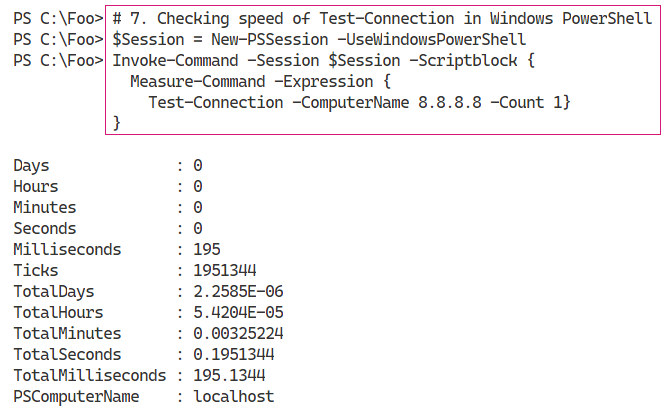 PS C:\Foo> # 7. Checking speed of Test-Connection in Windows PowerShell
PS C:\Foo> $Session = New-PSSession -UseWindowsPowerShell
PS C:\Foo> Invoke-Command -Session $Session -Scriptblock {
  Measure-Command -Expression {
    Test-Connection -ComputerName 8.8.8.8 -Count 1}
}
Days              : 0
Hours             : 0
Minutes           : 0
Seconds           : 0
Milliseconds      : 195
Ticks             : 1951344
TotalDays         : 2.2585E-06
TotalHours        : 5.4204E-05
TotalMinutes      : 0.00325224
TotalSeconds      : 0.1951344
TotalMilliseconds : 195.1344
PSComputerName    : localhost